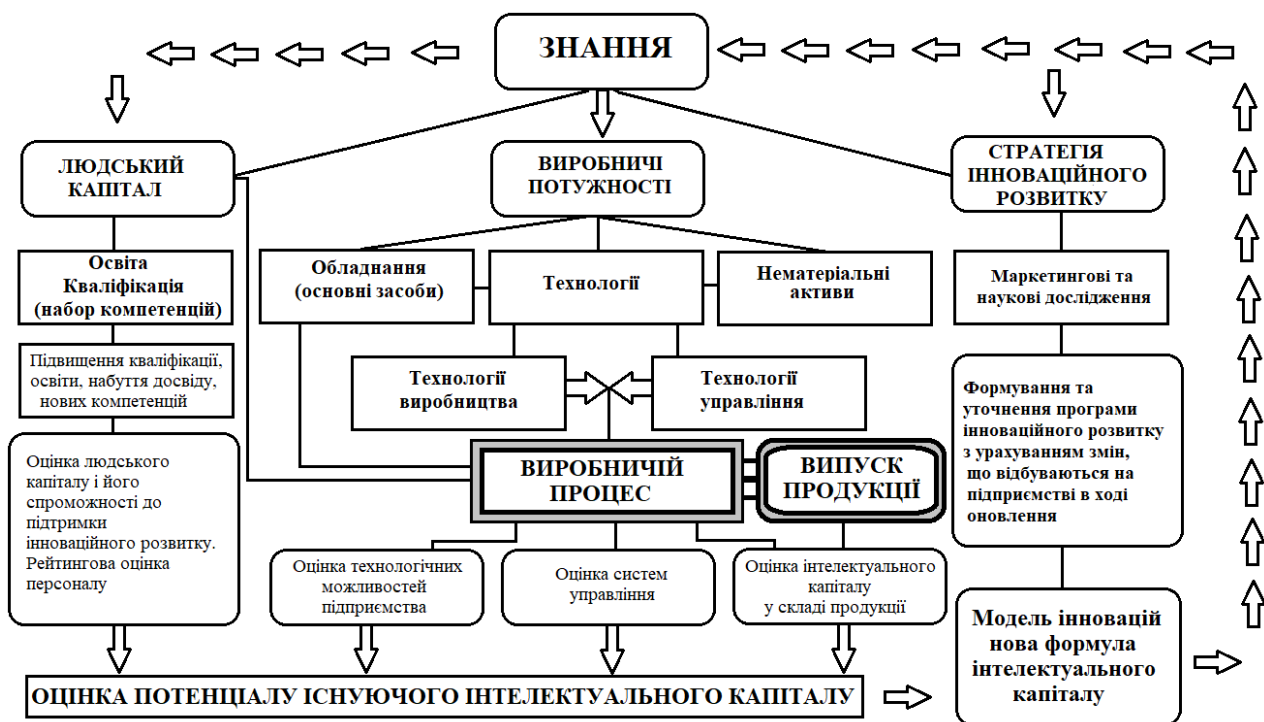 ЗНАННЯ
ЛЮДСЬКИЙ
КАПІТАЛ
ВИРОБНИЧІ
ПОТУЖНОСТІ
СТРАТЕГІЯ
ІННОВАЦІЙНОГО
РОЗВИТКУ
Освіта
Кваліфікація
(набор компетенцій)
Обладнання
(основні засоби)
Технології
Нематеріальні
активи
Маркетингові та
наукові дослідження
Підвищення кваліфікації,
освіти, набуття досвіду,
нових компетенцій
Технології
виробництва
Технології
управління
Формування та
уточнення програми
інноваційного розвитку
з урахуванням змін,
що відбуваються на
підприємстві в ході
оновлення
Оцінка людського
капіталу і його
спроможності до
підтримки
інноваційного розвитку.
Рейтингова оцінка
персоналу
ВИРОБНИЧІЙ
ПРОЦЕС
ВИПУСК
ПРОДУКЦІЇ
Оцінка технологічних
можливостей
підприємства
Оцінка систем
управління
Оцінка інтелектуального
капіталу
у складі продукції
Модель інновацій
нова формула
інтелектуального
капіталу
ОЦІНКА ПОТЕНЦІАЛУ ІСНУЮЧОГО ІНТЕЛЕКТУАЛЬНОГО КАПІТАЛУ